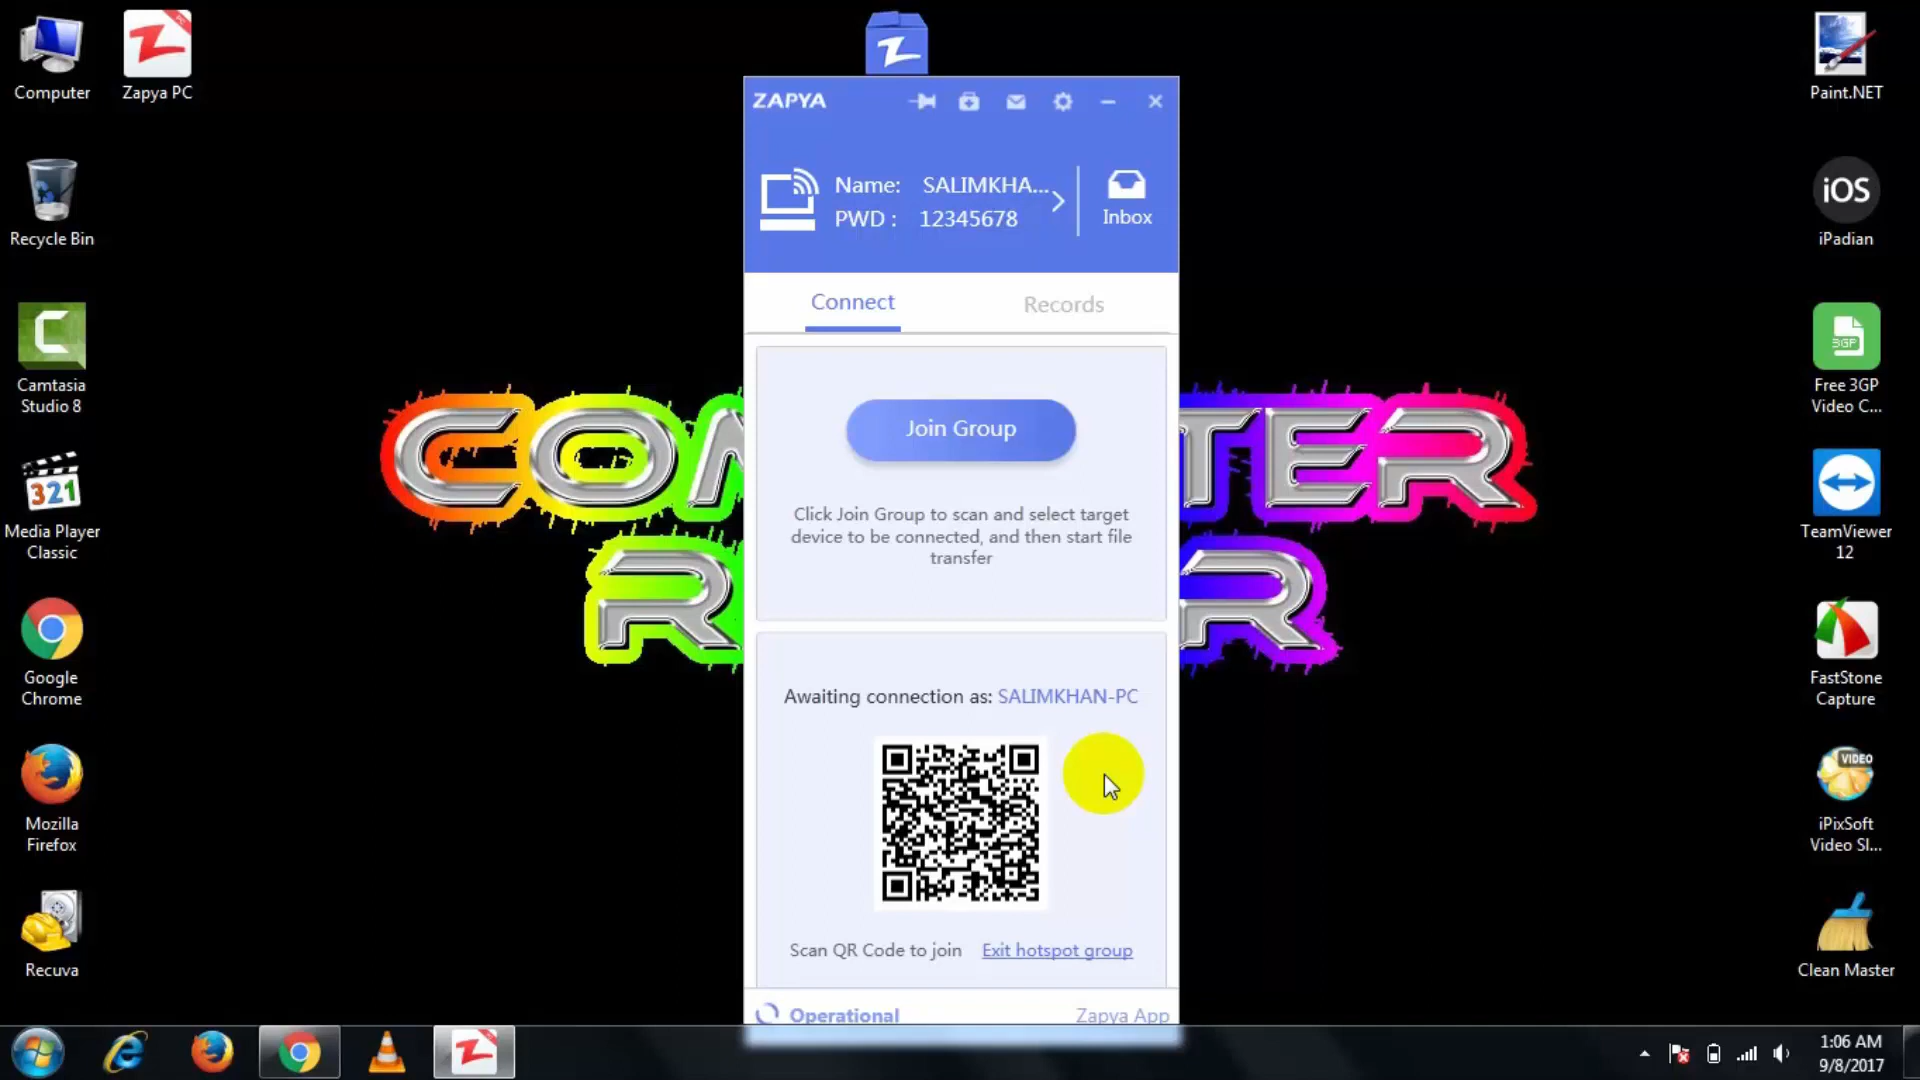 Computer
Zapya PC
Recycle Bin
Camtasia
Studio 8
321
Media Player
Classic
Google
Chrome
Mozilla
Firefox
Recuva
ZAPYA
Name: SALIMKHA...
PWD : 12345678
Inbox
Connect
Records
Join Group
Click Join Group to scan and select target
device to be connected, and then start file
transfer
Awaiting connection as: SALIMKHAN-PC
Scan QR Code to join
Exit hotspot group
Operational
Zapya App
COM
TER
R
R
Paint.NET
iOS
iPadian
3GP
Free 3GP
Video C...
TeamViewer
12
FastStone
Capture
VIDEO
iPixSoft
Video Sl...
Clean Master
1:06 AM
9/8/2017